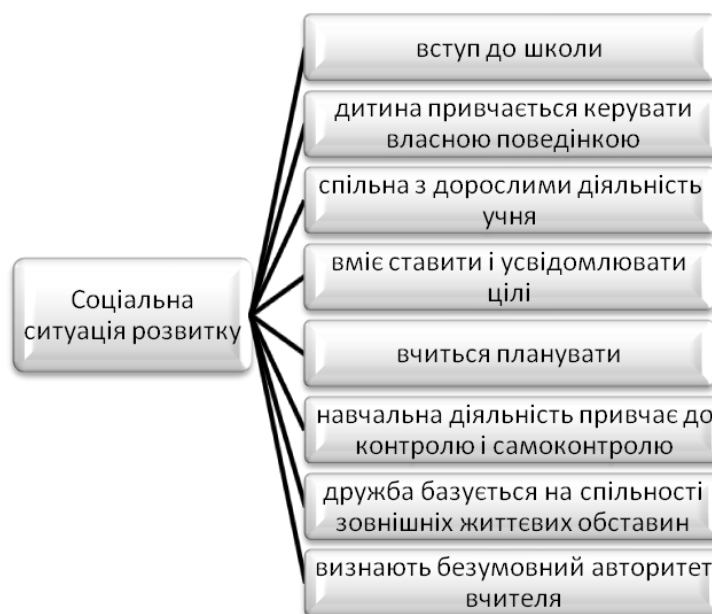 Соціальна
ситуація розвитку
вступ до школи
дитина привчається керувати
власною поведінкою
спільна з дорослими діяльність
учня
вміє ставити і усвідомлювати
цілі
вчиться планувати
навчальна діяльність привчає до
контролю і самоконтролю
дружба базується на спільності
зовнішніх життєвих обставин
визнають безумовний авторитет
вчителя